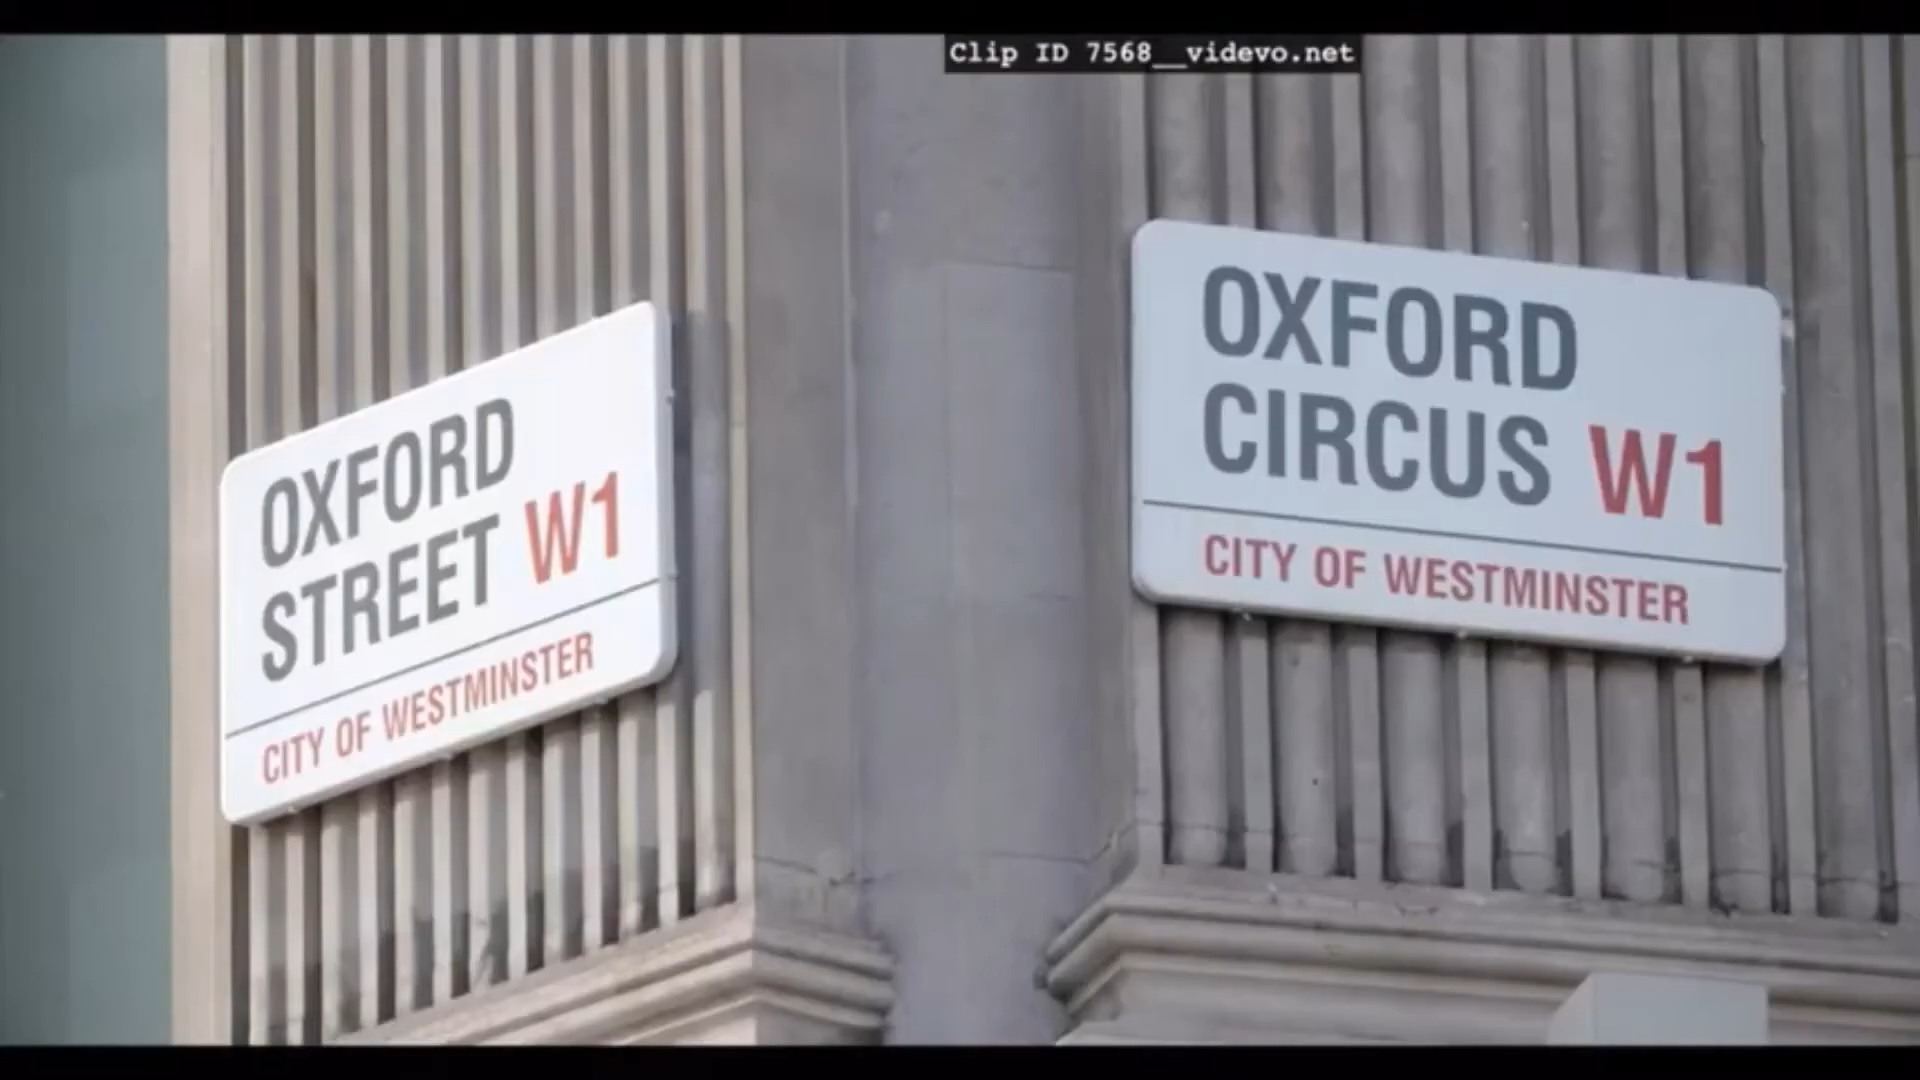 Clip ID 7568__videvo.net
OXFORD
STREET W1
CITY OF WESTMINSTER
OXFORD
CIRCUS W1
CITY OF WESTMINSTER